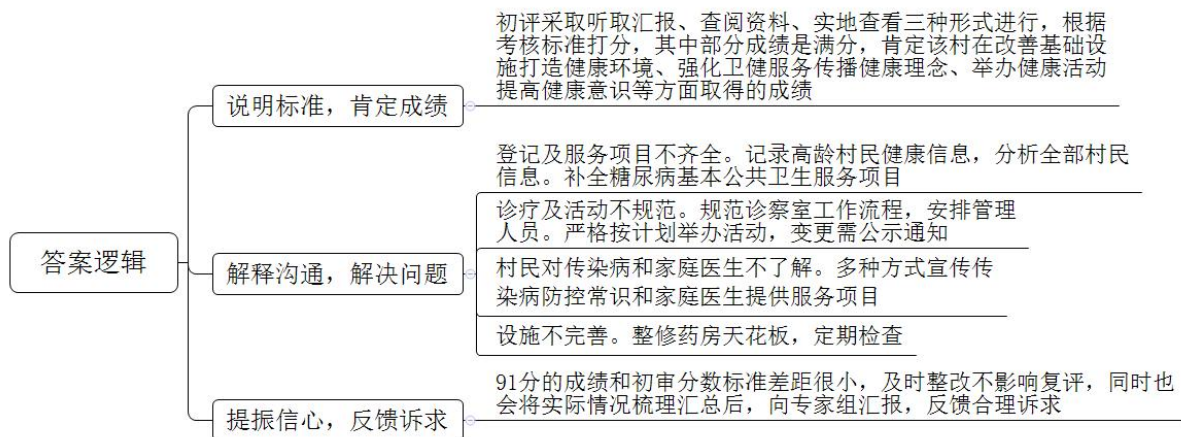 答案逻辑
说明标准，肯定成绩
初评采取听取汇报、查阅资料、实地查看三种形式进行，根据
考核标准打分，其中部分成绩是满分，肯定该村在改善基础设
施打造健康环境、强化卫健服务传播健康理念、举办健康活动
提高健康意识等方面取得的成绩
解释沟通，解决问题
登记及服务项目不齐全。记录高龄村民健康信息，分析全部村民
信息。补全糖尿病基本公共卫生服务项目
诊疗及活动不规范。规范诊察室工作流程，安排管理
人员。严格按计划举办活动，变更需公示通知
村民对传染病和家庭医生不了解。多种方式宣传传
染病防控常识和家庭医生提供服务项目
设施不完善。整修药房天花板，定期检查
提振信心，反馈诉求
91分的成绩和初审分数标准差距很小，及时整改不影响复评，同时也
会将实际情况梳理汇总后，向专家组汇报，反馈合理诉求